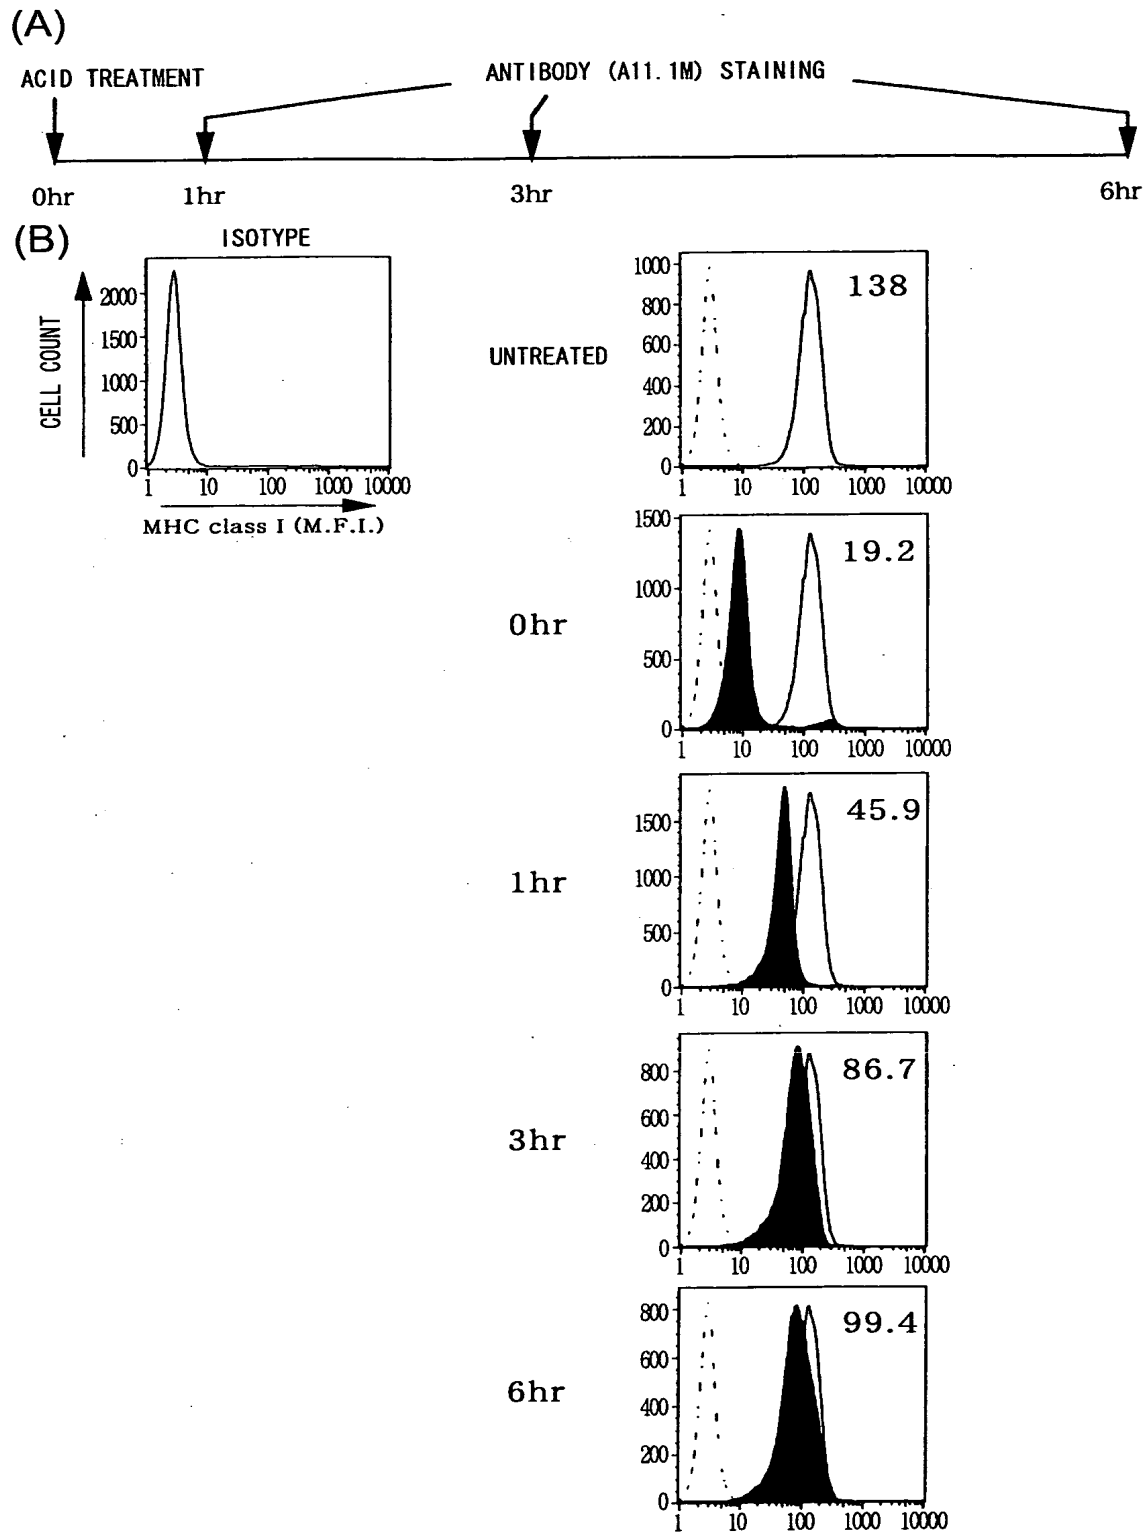 (A)
ACID TREATMENT
ANTIBODY (A11.1M) STAINING
0hr 1hr 3hr 6hr
(B)
ISOTYPE
CELL COUNT
2000
1500
1000
500
0
1 10 100 1000 10000
MHC class I (M.F.I.)
UNTREATED
138
1000
800
600
400
200
0
1 10 100 1000 10000
0hr
19.2
1500
1000
500
0
1 10 100 1000 10000
1hr
45.9
1500
1000
500
0
1 10 100 1000 10000
3hr
86.7
800
600
400
200
0
1 10 100 1000 10000
6hr
99.4
800
600
400
200
0
1 10 100 1000 10000